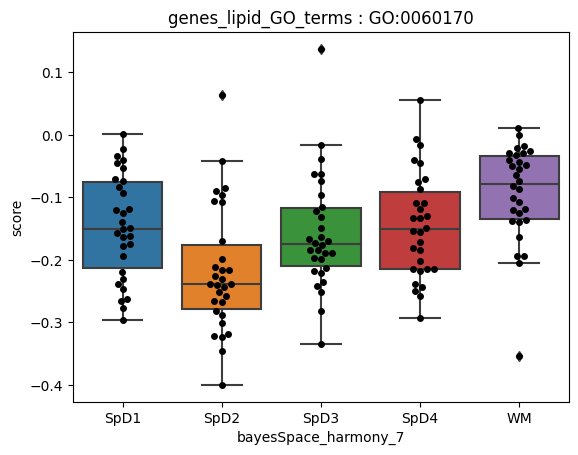 genes_lipid_GO_terms : GO:0060170
0.1
0.0
−0.1
−0.2
−0.3
−0.4
score
SpD1 SpD2 SpD3 SpD4 WM
bayesSpace_harmony_7